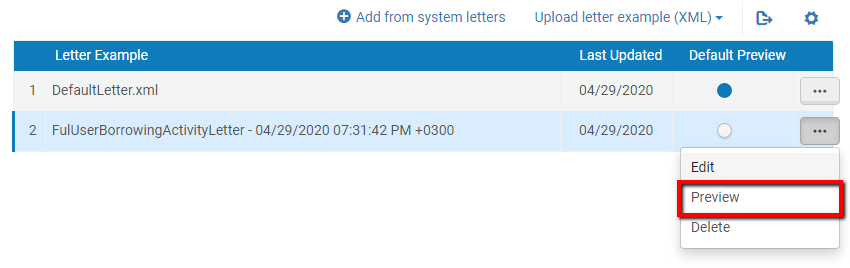 Add from system letters Upload letter example (XML)
Letter Example Last Updated Default Preview
1 DefaultLetter.xml 04/29/2020
2 FulUserBorrowingActivityLetter - 04/29/2020 07:31:42 PM +0300 04/29/2020
Edit
Preview
Delete